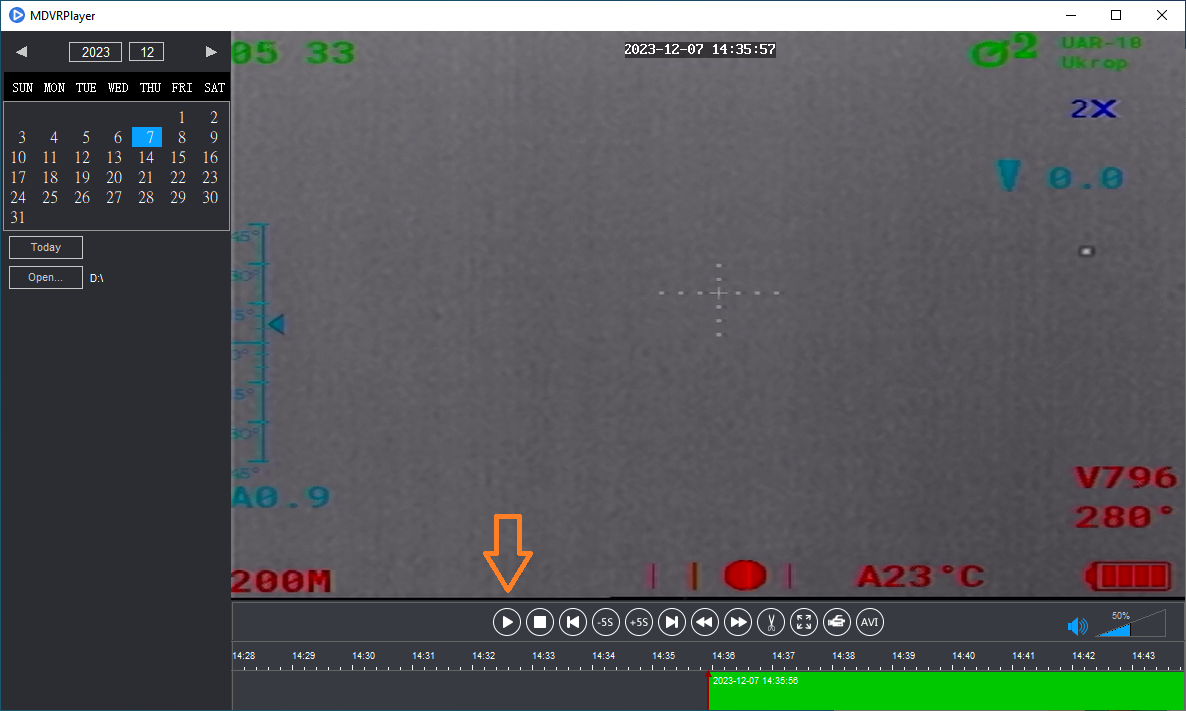 MDVRPlayer
2023 12
SUN MON TUE WED THU FRI SAT
1 2
3 4 5 6 7 8 9
10 11 12 13 14 15 16
17 18 19 20 21 22 23
24 25 26 27 28 29 30
31
Today
Open... D:\
05 33
2023-12-07 14:35:57
2
UAR-18
Ukrop
2X
0.0
45°
30°
15°
0°
15°
30°
45°
A0.9
V796
280°
200M
A23°C
-5S +5S AVI
50%
14:28 14:29 14:30 14:31 14:32 14:33 14:34 14:35 14:36 14:37 14:38 14:39 14:40 14:41 14:42 14:43
2023-12-07 14:35:56